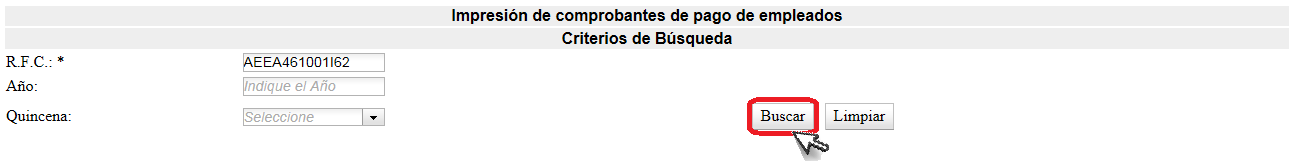 Impresión de comprobantes de pago de empleados
Criterios de Búsqueda
R.F.C.: * AEEA461001I62
Año: Indique el Año
Quincena: Seleccione Buscar Limpiar